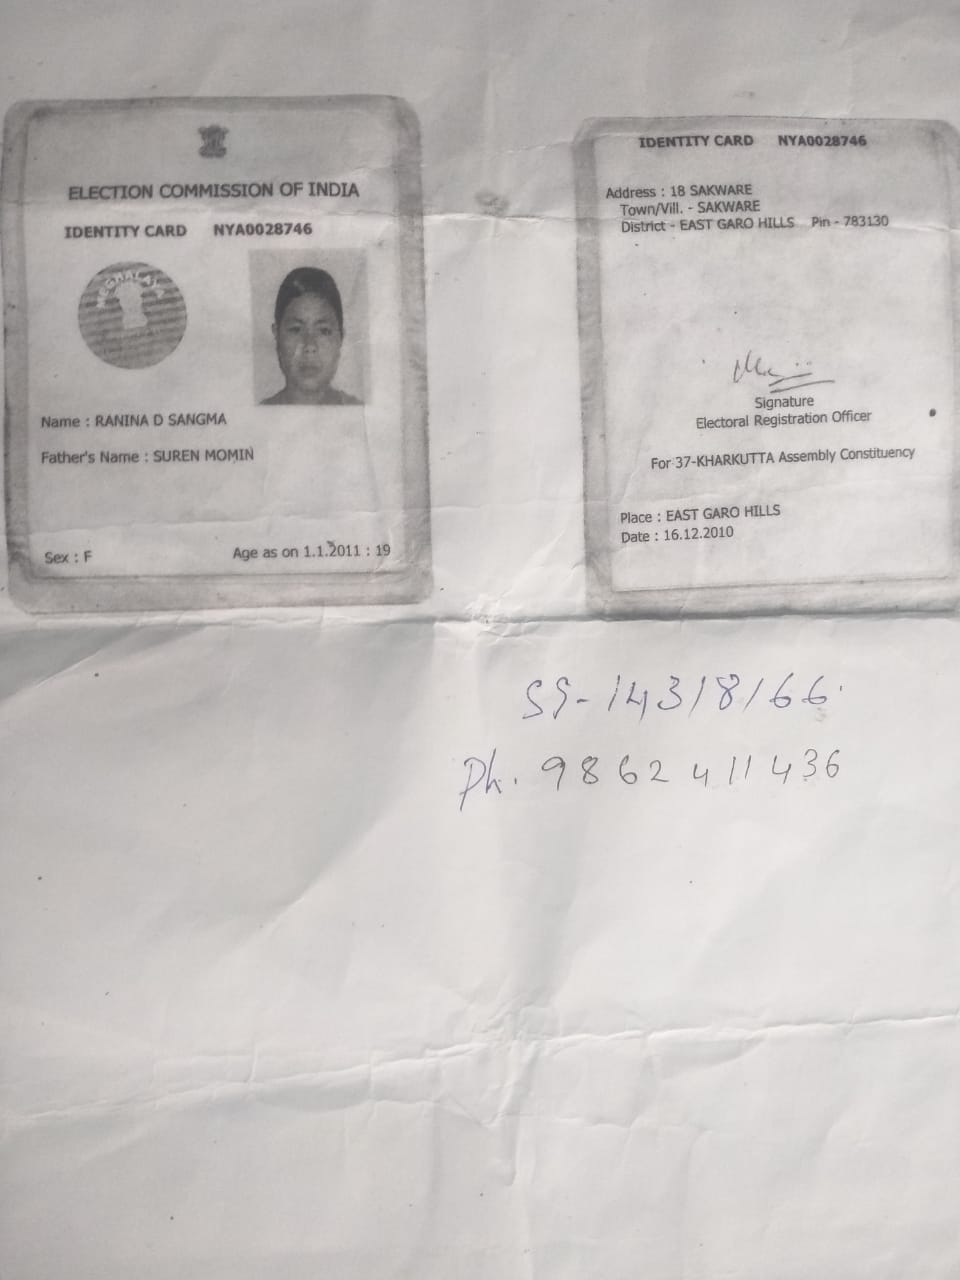 ELECTION COMMISSION OF INDIA
IDENTITY CARD NYA0028746
MEGHALAYA
Name : RANINA D SANGMA
Father's Name : SUREN MOMIN
Sex : F Age as on 1.1.2011 : 19
IDENTITY CARD NYA0028746
Address : 18 SAKWARE
Town/Vill. - SAKWARE
District - EAST GARO HILLS Pin - 783130
Signature
Electoral Registration Officer
For 37-KHARKUTTA Assembly Constituency
Place : EAST GARO HILLS
Date : 16.12.2010
SS-14318/66.
Ph. 9862411436